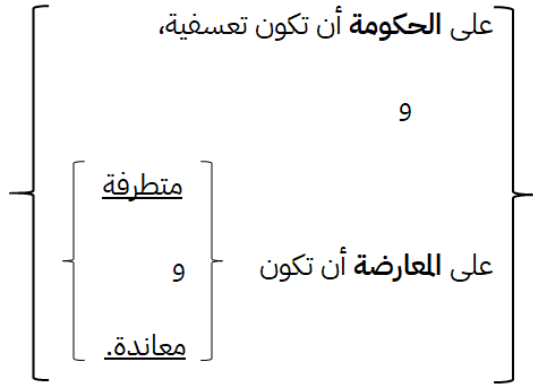 على الحكومة أن تكون تعسفية،
و
متطرفة
على المعارضة أن تكون و
معاندة.